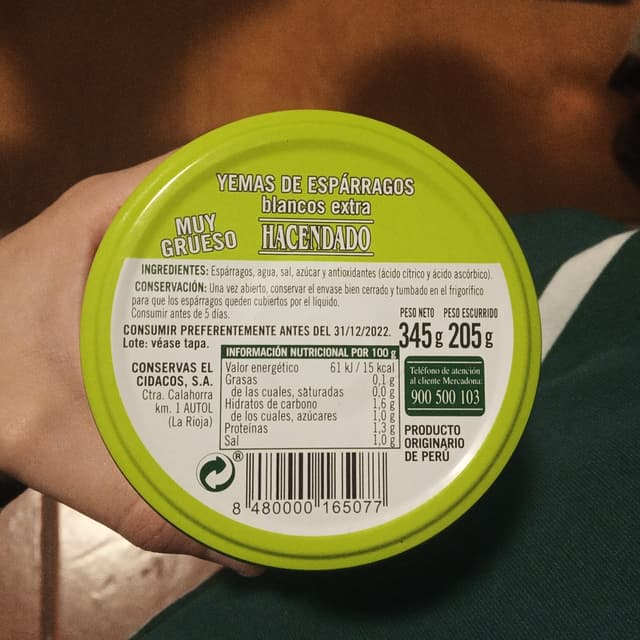 YEMAS DE ESPÁRRAGOS
blancos extra
MUY
GRUESO
HACENDADO
INGREDIENTES: Espárragos, agua, sal, azúcar y antioxidantes (ácido cítrico y ácido ascórbico).
CONSERVACIÓN: Una vez abierto, conservar el envase bien cerrado y tumbado en el frigorífico
para que los espárragos queden cubiertos por el líquido.
Consumir antes de 5 días.
CONSUMIR PREFERENTEMENTE ANTES DEL 31/12/2022.
Lote: véase tapa.
PESO NETO PESO ESCURRIDO
345 g 205 g
CONSERVAS EL
CIDACOS, S.A.
Ctra. Calahorra
km. 1 AUTOL
(La Rioja)
INFORMACIÓN NUTRICIONAL POR 100 g
Valor energético 61 kJ / 15 kcal
Grasas 0,1 g
de las cuales, saturadas 0,0 g
Hidratos de carbono 1,6 g
de los cuales, azúcares 1,0 g
Proteínas 1,3 g
Sal 1,0 g
Teléfono de atención
al cliente Mercadona:
900 500 103
PRODUCTO
ORIGINARIO
DE PERÚ
®
8 480000 165077